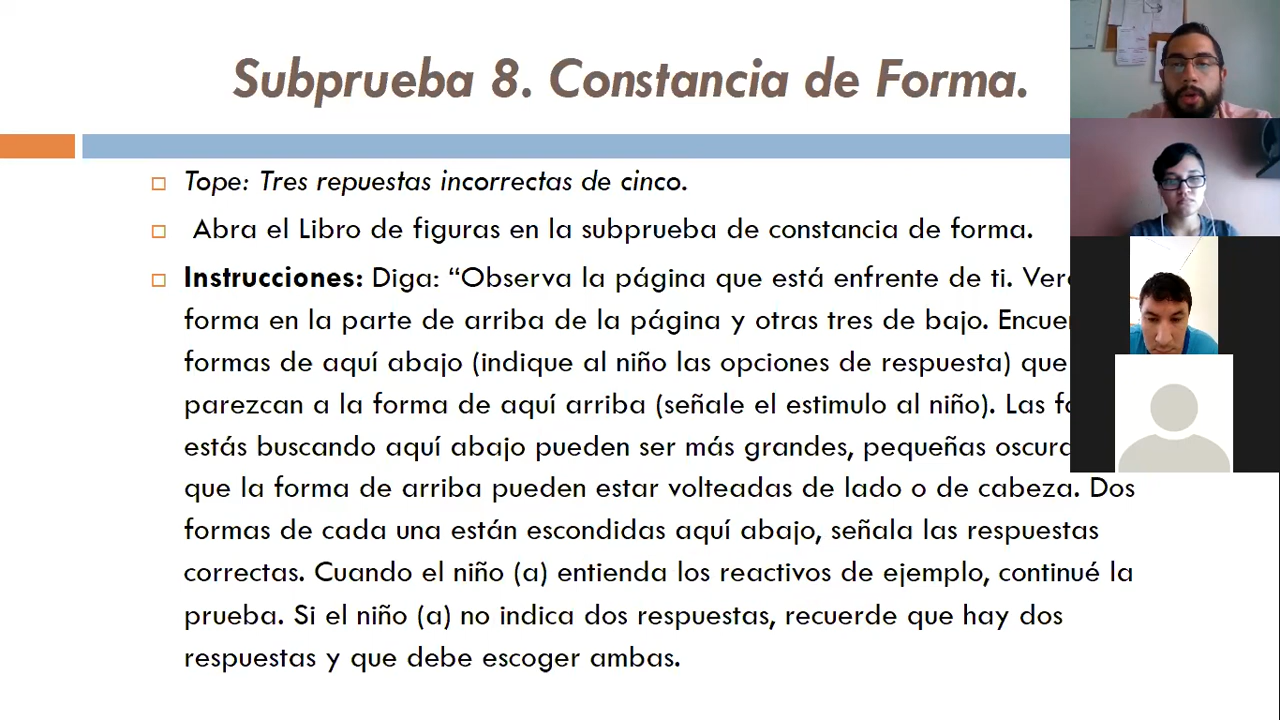 Subprueba 8. Constancia de Forma.
Tope: Tres repuestas incorrectas de cinco.
Abra el Libro de figuras en la subprueba de constancia de forma.
Instrucciones: Diga: “Observa la página que está enfrente de ti.
forma en la parte de arriba de la página y otras tres de bajo.
formas de aquí abajo (indique al niño las opciones de respuesta) que
parezcan a la forma de aquí arriba (señale el estimulo al niño). Las
estás buscando aquí abajo pueden ser más grandes, pequeñas
que la forma de arriba pueden estar volteadas de lado o de cabeza. Dos
formas de cada una están escondidas aquí abajo, señala las respuestas
correctas. Cuando el niño (a) entienda los reactivos de ejemplo, continué la
prueba. Si el niño (a) no indica dos respuestas, recuerde que hay dos
respuestas y que debe escoger ambas.